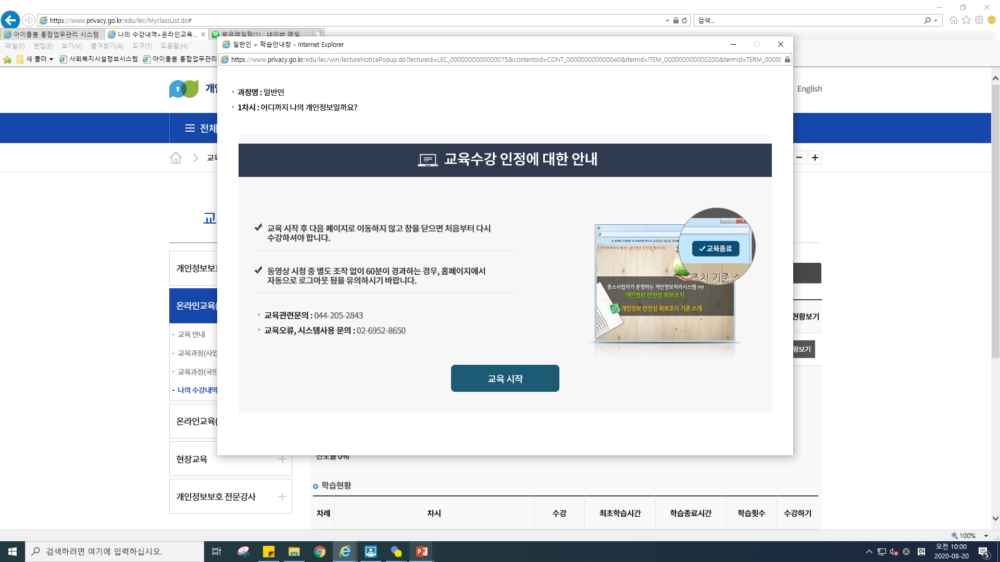 https://www.privacy.go.kr/edu/lec/MyclassList.do#
검색...
아이돌봄 통합업무관리 시스템
나의 수강내역>온라인교육...
받은메일함(1) : 네이버 메일
파일(F) 편집(E) 보기(V) 즐겨찾기(A) 도구(T) 도움말(H)
새 폴더
사회복지시설정보시스템
아이돌봄 통합업무관리
일반인 > 학습안내창 - Internet Explorer
https://www.privacy.go.kr/edu/lec/win/lectureNoticePopup.do?lectureId=LEC_0000000000000075&contentsId=CONT_000000000000040&itemId=ITEM_000000000000200&termId=TERM_0000
English
전체
과정명 : 일반인
1차시 : 어디까지 나의 개인정보일까요?
교육수강 인정에 대한 안내
교육 시작 후 다음 페이지로 이동하지 않고 창을 닫으면 처음부터 다시
수강하셔야 합니다.
동영상 시청 중 별도 조작 없이 60분이 경과하는 경우, 홈페이지에서
자동으로 로그아웃 됨을 유의하시기 바랍니다.
교육관련문의 : 044-205-2843
교육오류, 시스템사용 문의 : 02-6952-8650
교육종료
개인정보 안전성 확보조치
조치 기준 소
중소사업자가 운영하는 개인정보처리시스템 관련
개인정보 안전성 확보조치
01 개인정보 안전성 확보조치 기준 소개
교육 시작
교
개인정보보호
온라인교육(
- 교육 안내
- 교육과정(사업
- 교육과정(국민
- 나의 수강내역
온라인교육(
현장교육
개인정보보호 전문강사
현황보기
황보기
진도율 0%
학습현황
차례 차시 수강 최초학습시간 학습종료시간 학습횟수 수강하기
100%
검색하려면 여기에 입력하십시오.
한
오전 10:00
2020-08-20
5